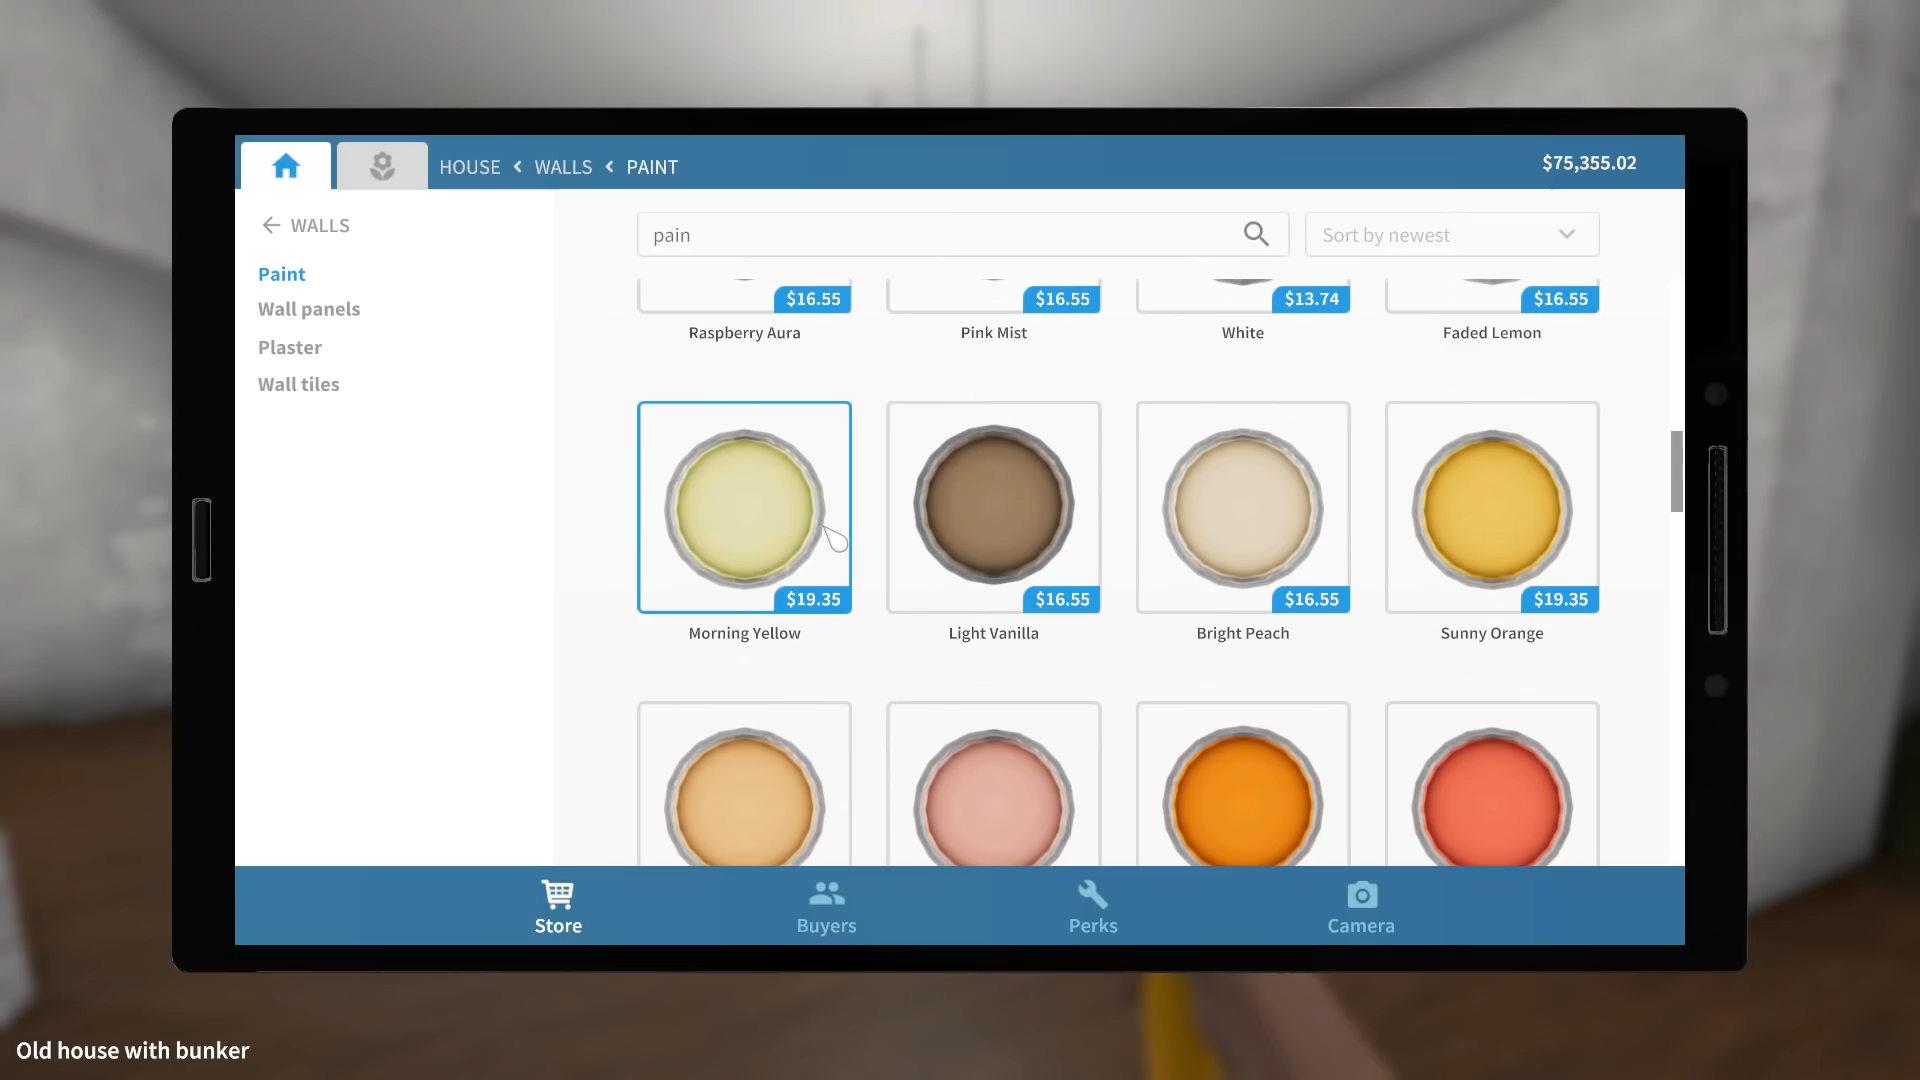 HOUSE < WALLS < PAINT
$75,355.02
WALLS
Paint
Wall panels
Plaster
Wall tiles
pain
Sort by newest
$16.55
$16.55
$13.74
$16.55
Raspberry Aura
Pink Mist
White
Faded Lemon
$19.35
$16.55
$16.55
$19.35
Morning Yellow
Light Vanilla
Bright Peach
Sunny Orange
Store
Buyers
Perks
Camera
Old house with bunker